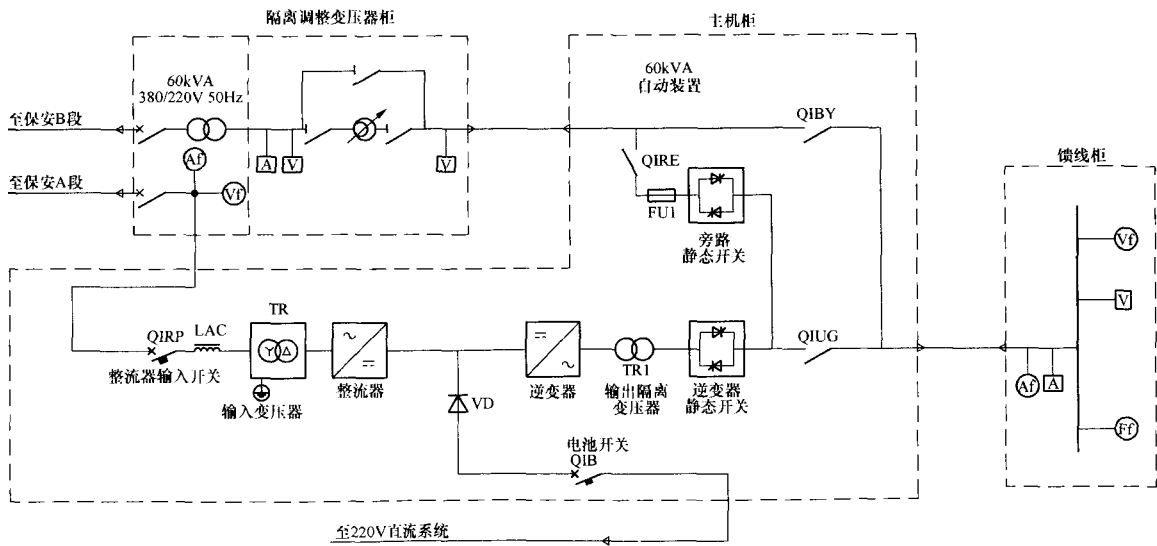 隔离调整变压器柜
主机柜
60kVA
380/220V 50Hz
60kVA
自动装置
至保安B段
QIBY
Af
A
V
V
QIRE
馈线柜
至保安A段
Vf
FU1
旁路
静态开关
Vf
V
TR
QIRP
LAC
QIUG
整流器输入开关
TR1
Af
A
输入变压器
整流器
逆变器
输出隔离
变压器
逆变器
静态开关
VD
Ff
电池开关
QIB
至220V直流系统